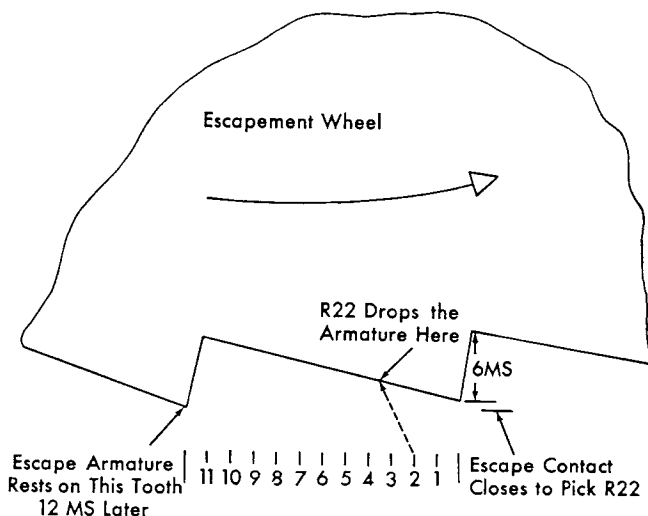 Escapement Wheel
R22 Drops the
Armature Here
6MS
Escape Armature
Rests on This Tooth
12 MS Later
11 10 9 8 7 6 5 4 3 2 1
Escape Contact
Closes to Pick R22